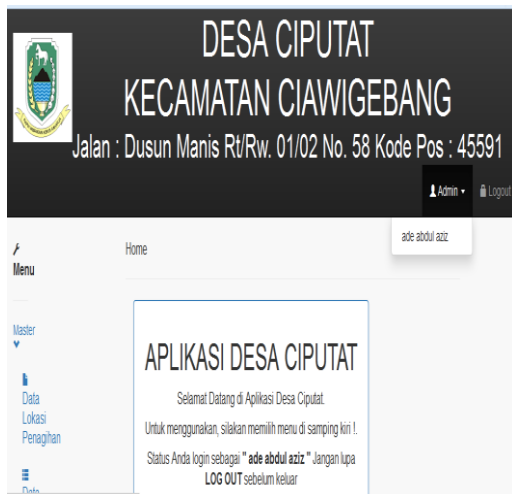 DESA CIPUTAT
KECAMATAN CIAWIGEBANG
Jalan : Dusun Manis Rt/Rw. 01/02 No. 58 Kode Pos : 45591
Admin
Logout
ade abdul aziz
Menu
Home
Master
Data
Lokasi
Penagihan
Data
APLIKASI DESA CIPUTAT
Selamat Datang di Aplikasi Desa Ciputat.
Untuk menggunakan, silakan memilih menu di samping kiri !.
Status Anda login sebagai " ade abdul aziz " Jangan lupa
LOG OUT sebelum keluar